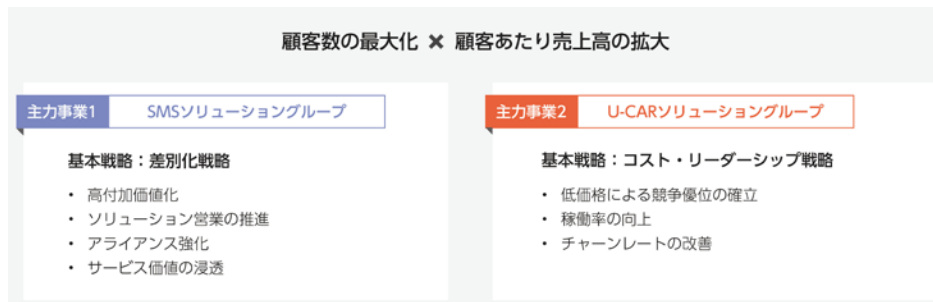 顧客数の最大化 × 顧客あたり売上高の拡大
主力事業1 SMSソリューショングループ
基本戦略：差別化戦略
• 高付加価値化
• ソリューション営業の推進
• アライアンス強化
• サービス価値の浸透
主力事業2 U-CARソリューショングループ
基本戦略：コスト・リーダーシップ戦略
• 低価格による競争優位の確立
• 稼働率の向上
• チャーンレートの改善